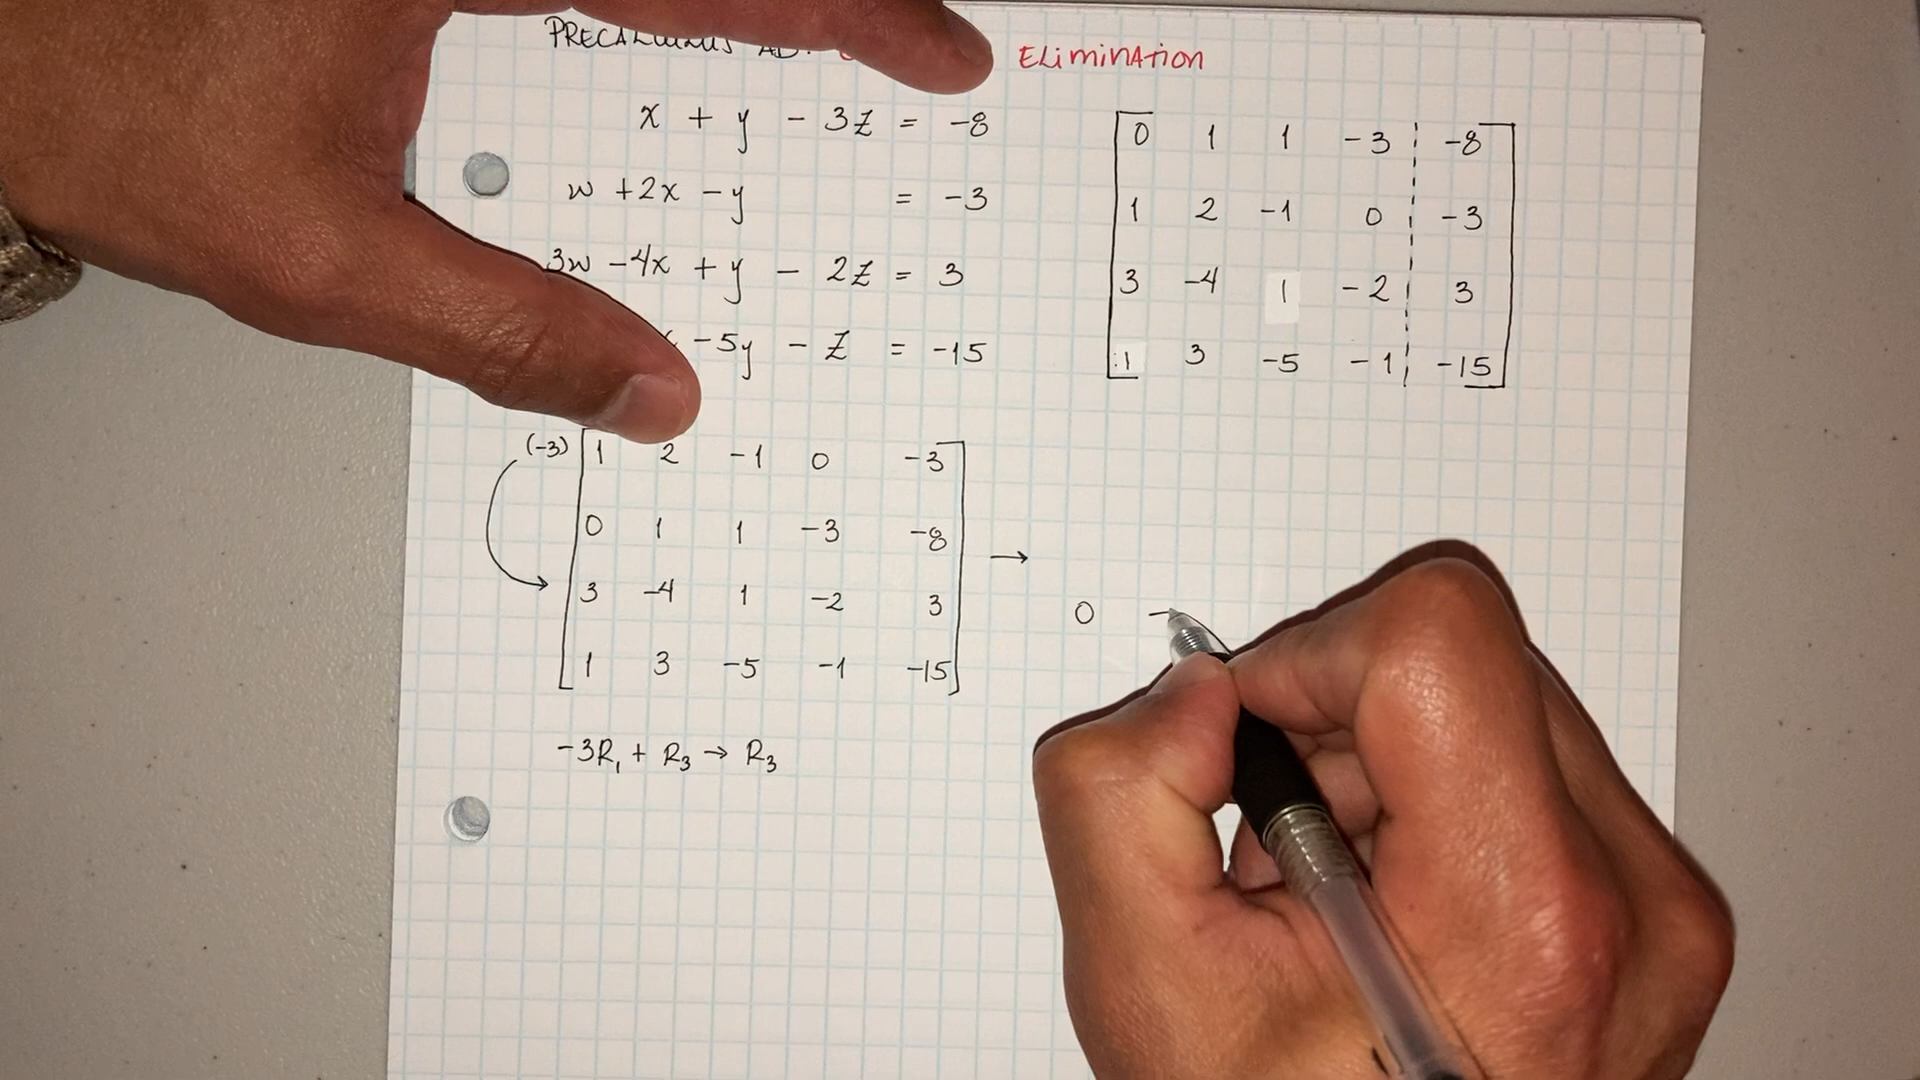 PRECALCULUS ELIMINATION
x + y - 3z = -8
w + 2x - y = -3
3w - 4x + y - 2z = 3
-5y - z = -15
0 1 1 -3 -8
1 2 -1 0 -3
3 -4 1 -2 3
1 3 -5 -1 -15
(-3) 1 2 -1 0 -3
0 1 1 -3 -8
3 -4 1 -2 3
1 3 -5 -1 -15
→
0 -
-3R₁ + R₃ → R₃